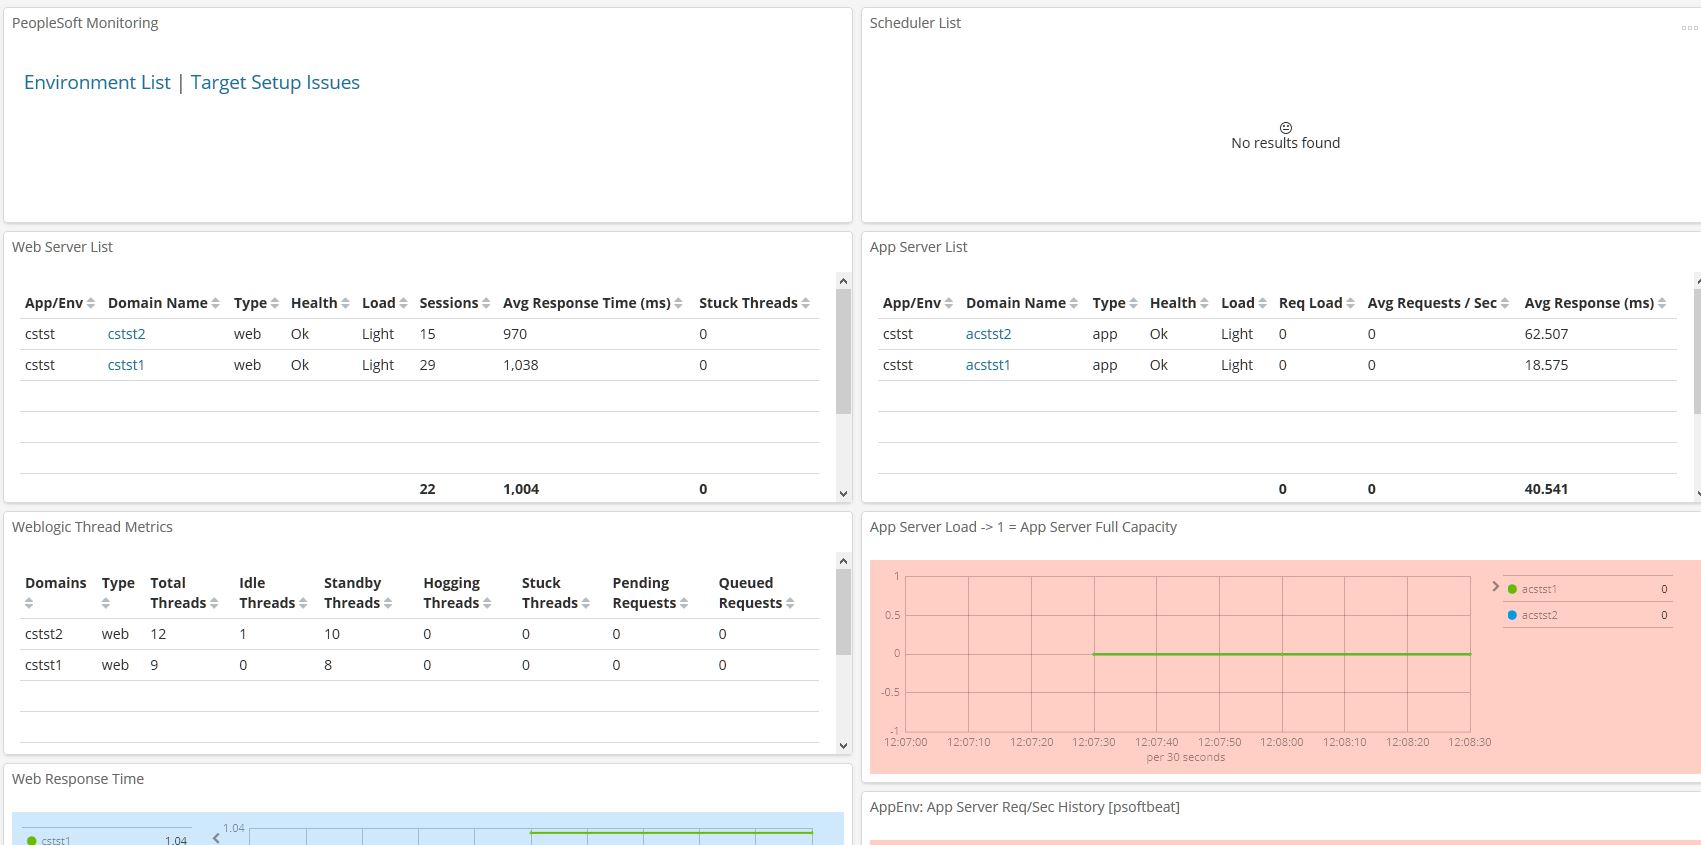 PeopleSoft Monitoring
Environment List | Target Setup Issues
Scheduler List
No results found
Web Server List
App/Env Domain Name Type Health Load Sessions Avg Response Time (ms) Stuck Threads
cstst cstst2 web Ok Light 15 970 0
cstst cstst1 web Ok Light 29 1,038 0
22 1,004 0
App Server List
App/Env Domain Name Type Health Load Req Load Avg Requests / Sec Avg Response (ms)
cstst acstst2 app Ok Light 0 0 62.507
cstst acstst1 app Ok Light 0 0 18.575
0 0 40.541
Weblogic Thread Metrics
Domains Type Total Threads Idle Threads Standby Threads Hogging Threads Stuck Threads Pending Requests Queued Requests
cstst2 web 12 1 10 0 0 0 0
cstst1 web 9 0 8 0 0 0 0
App Server Load -> 1 = App Server Full Capacity
1
0.5
0
-0.5
-1
12:07:00 12:07:10 12:07:20 12:07:30 12:07:40 12:07:50 12:08:00 12:08:10 12:08:20 12:08:30
per 30 seconds
acstst1 0
acstst2 0
Web Response Time
cstst1 1.04
1.04
AppEnv: App Server Req/Sec History [psoftbeat]